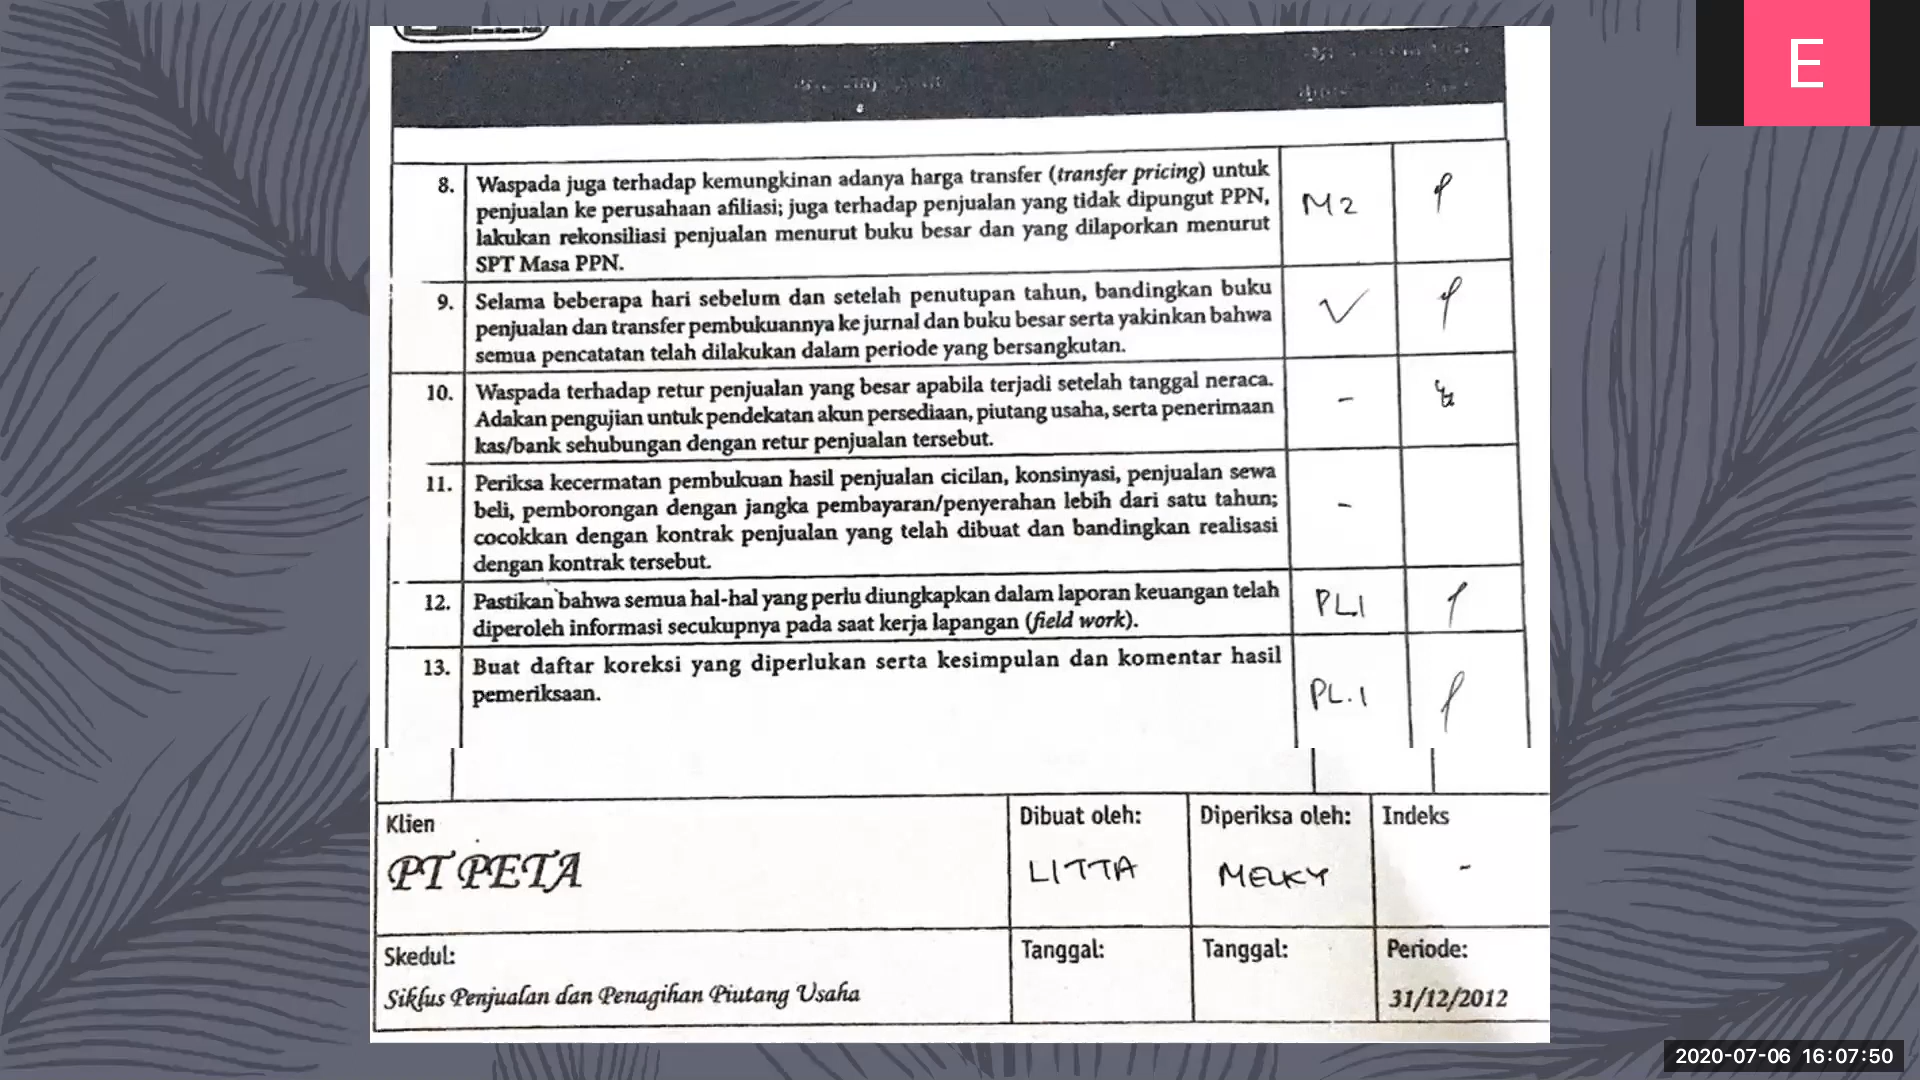 E
8. Waspada juga terhadap kemungkinan adanya harga transfer (transfer pricing) untuk
penjualan ke perusahaan afiliasi; juga terhadap penjualan yang tidak dipungut PPN,
lakukan rekonsiliasi penjualan menurut buku besar dan yang dilaporkan menurut
SPT Masa PPN.
M2
9. Selama beberapa hari sebelum dan setelah penutupan tahun, bandingkan buku
penjualan dan transfer pembukuannya ke jurnal dan buku besar serta yakinkan bahwa
semua pencatatan telah dilakukan dalam periode yang bersangkutan.
10. Waspada terhadap retur penjualan yang besar apabila terjadi setelah tanggal neraca.
Adakan pengujian untuk pendekatan akun persediaan, piutang usaha, serta penerimaan
kas/bank sehubungan dengan retur penjualan tersebut.
-
11. Periksa kecermatan pembukuan hasil penjualan cicilan, konsinyasi, penjualan sewa
beli, pemborongan dengan jangka pembayaran/penyerahan lebih dari satu tahun;
cocokkan dengan kontrak penjualan yang telah dibuat dan bandingkan realisasi
dengan kontrak tersebut.
-
12. Pastikan bahwa semua hal-hal yang perlu diungkapkan dalam laporan keuangan telah
diperoleh informasi secukupnya pada saat kerja lapangan (field work).
PL1
13. Buat daftar koreksi yang diperlukan serta kesimpulan dan komentar hasil
pemeriksaan.
PL.1
Klien
PT PETA
Dibuat oleh:
LITTA
Diperiksa oleh:
MELKY
Indeks
-
Skedul:
Siklus Penjualan dan Penagihan Piutang Usaha
Tanggal:
Tanggal:
Periode:
31/12/2012
2020-07-06 16:07:50